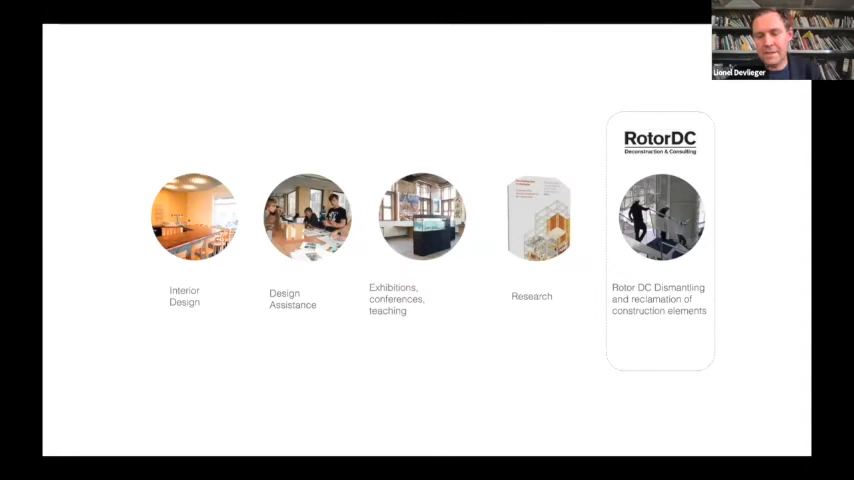 Lionel Devlieger
RotorDC
Deconstruction & Consulting
Interior
Design
Design
Assistance
Exhibitions,
conferences,
teaching
Research
Rotor DC Dismantling
and reclamation of
construction elements